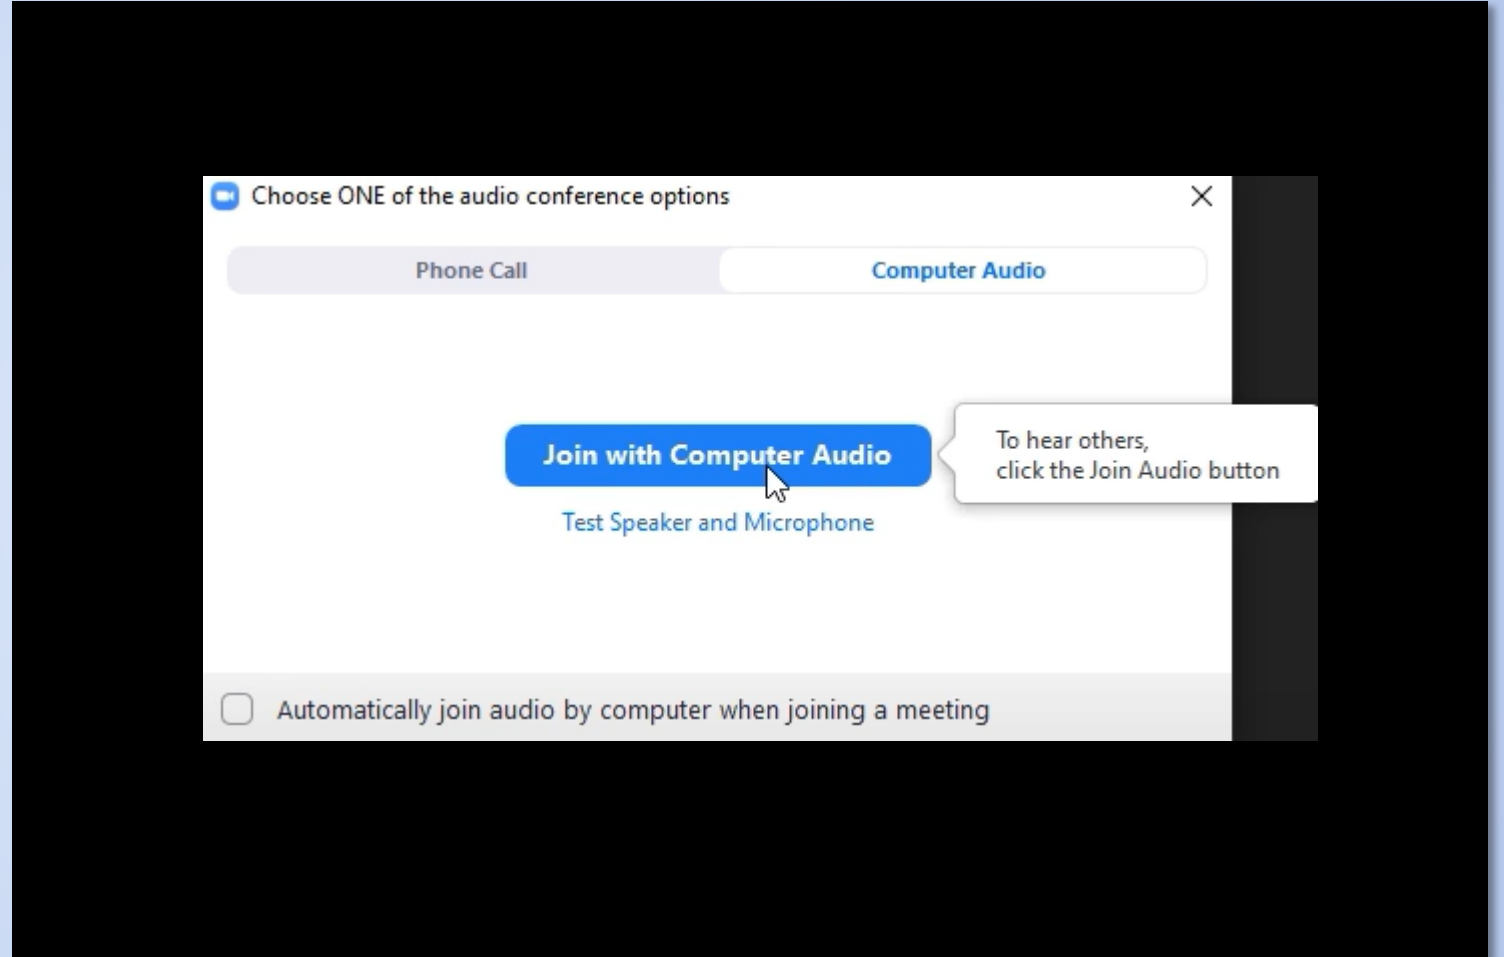 Choose ONE of the audio conference options
Phone Call
Computer Audio
Join with Computer Audio
To hear others,
click the Join Audio button
Test Speaker and Microphone
Automatically join audio by computer when joining a meeting